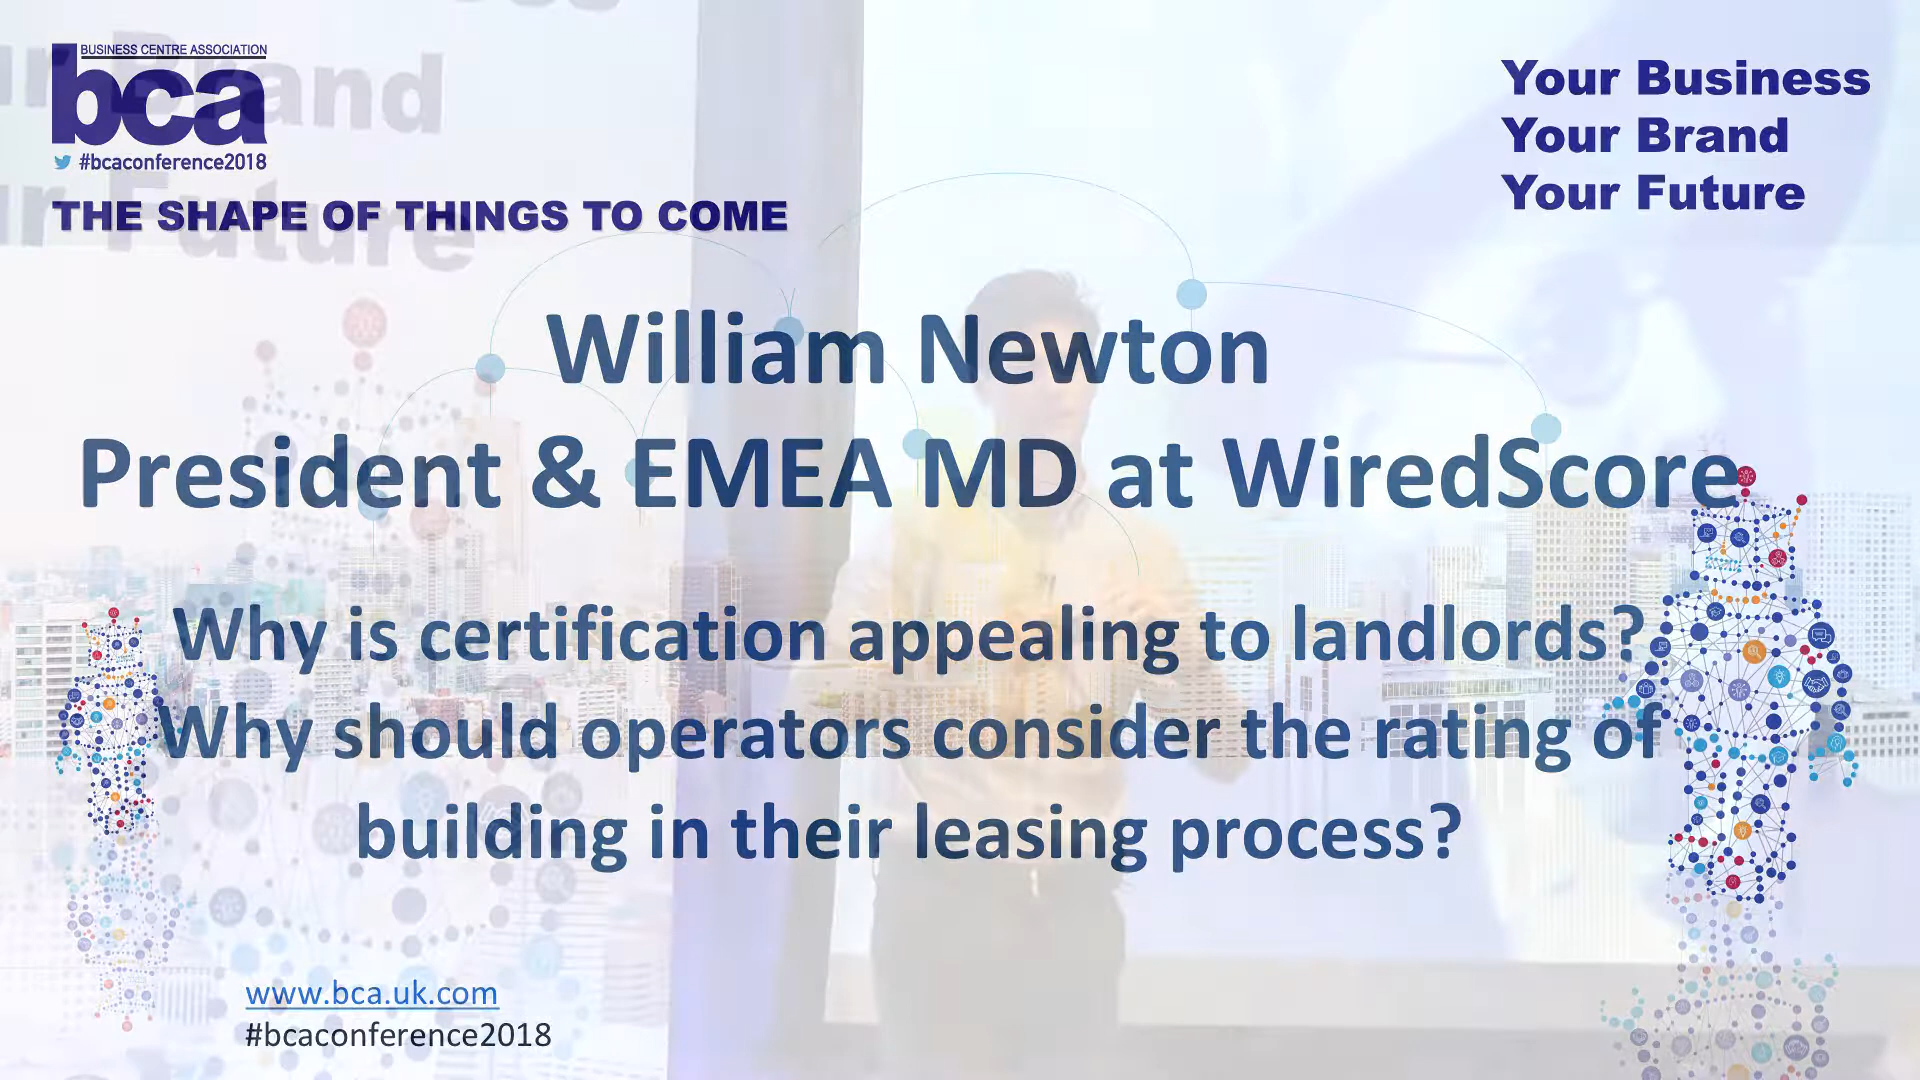 BUSINESS CENTRE ASSOCIATION
bca
#bcaconference2018
THE SHAPE OF THINGS TO COME
Your Business
Your Brand
Your Future
Brand
Future
William Newton
President & EMEA MD at WiredScore
Why is certification appealing to landlords?
Why should operators consider the rating of
building in their leasing process?
www.bca.uk.com
#bcaconference2018